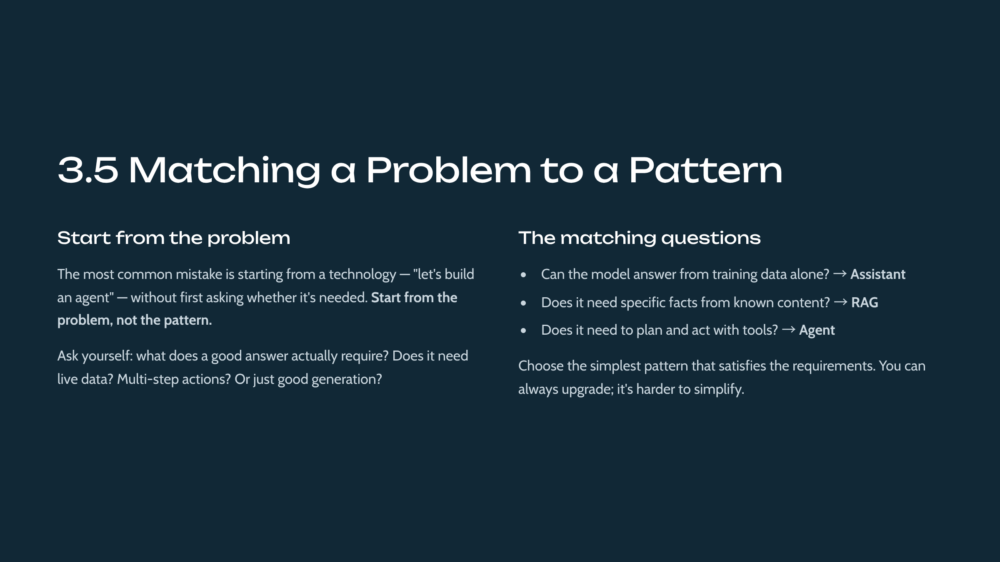 3.5 Matching a Problem to a Pattern
Start from the problem
The most common mistake is starting from a technology — "let's build
an agent" — without first asking whether it's needed. Start from the
problem, not the pattern.
Ask yourself: what does a good answer actually require? Does it need
live data? Multi-step actions? Or just good generation?
The matching questions
• Can the model answer from training data alone? → Assistant
• Does it need specific facts from known content? → RAG
• Does it need to plan and act with tools? → Agent
Choose the simplest pattern that satisfies the requirements. You can
always upgrade; it's harder to simplify.